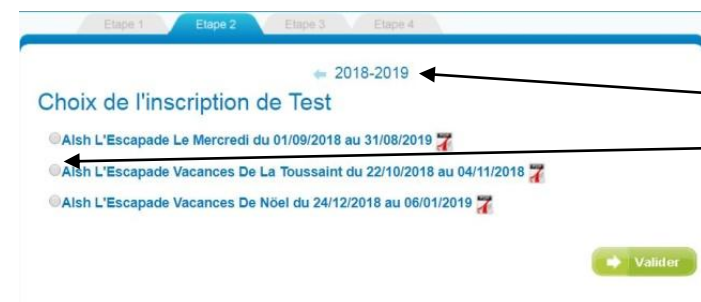 Etape 1 Etape 2 Etape 3 Etape 4
2018-2019
Choix de l'inscription de Test
Alsh L'Escapade Le Mercredi du 01/09/2018 au 31/08/2019
Alsh L'Escapade Vacances De La Toussaint du 22/10/2018 au 04/11/2018
Alsh L'Escapade Vacances De Nöel du 24/12/2018 au 06/01/2019
Valider